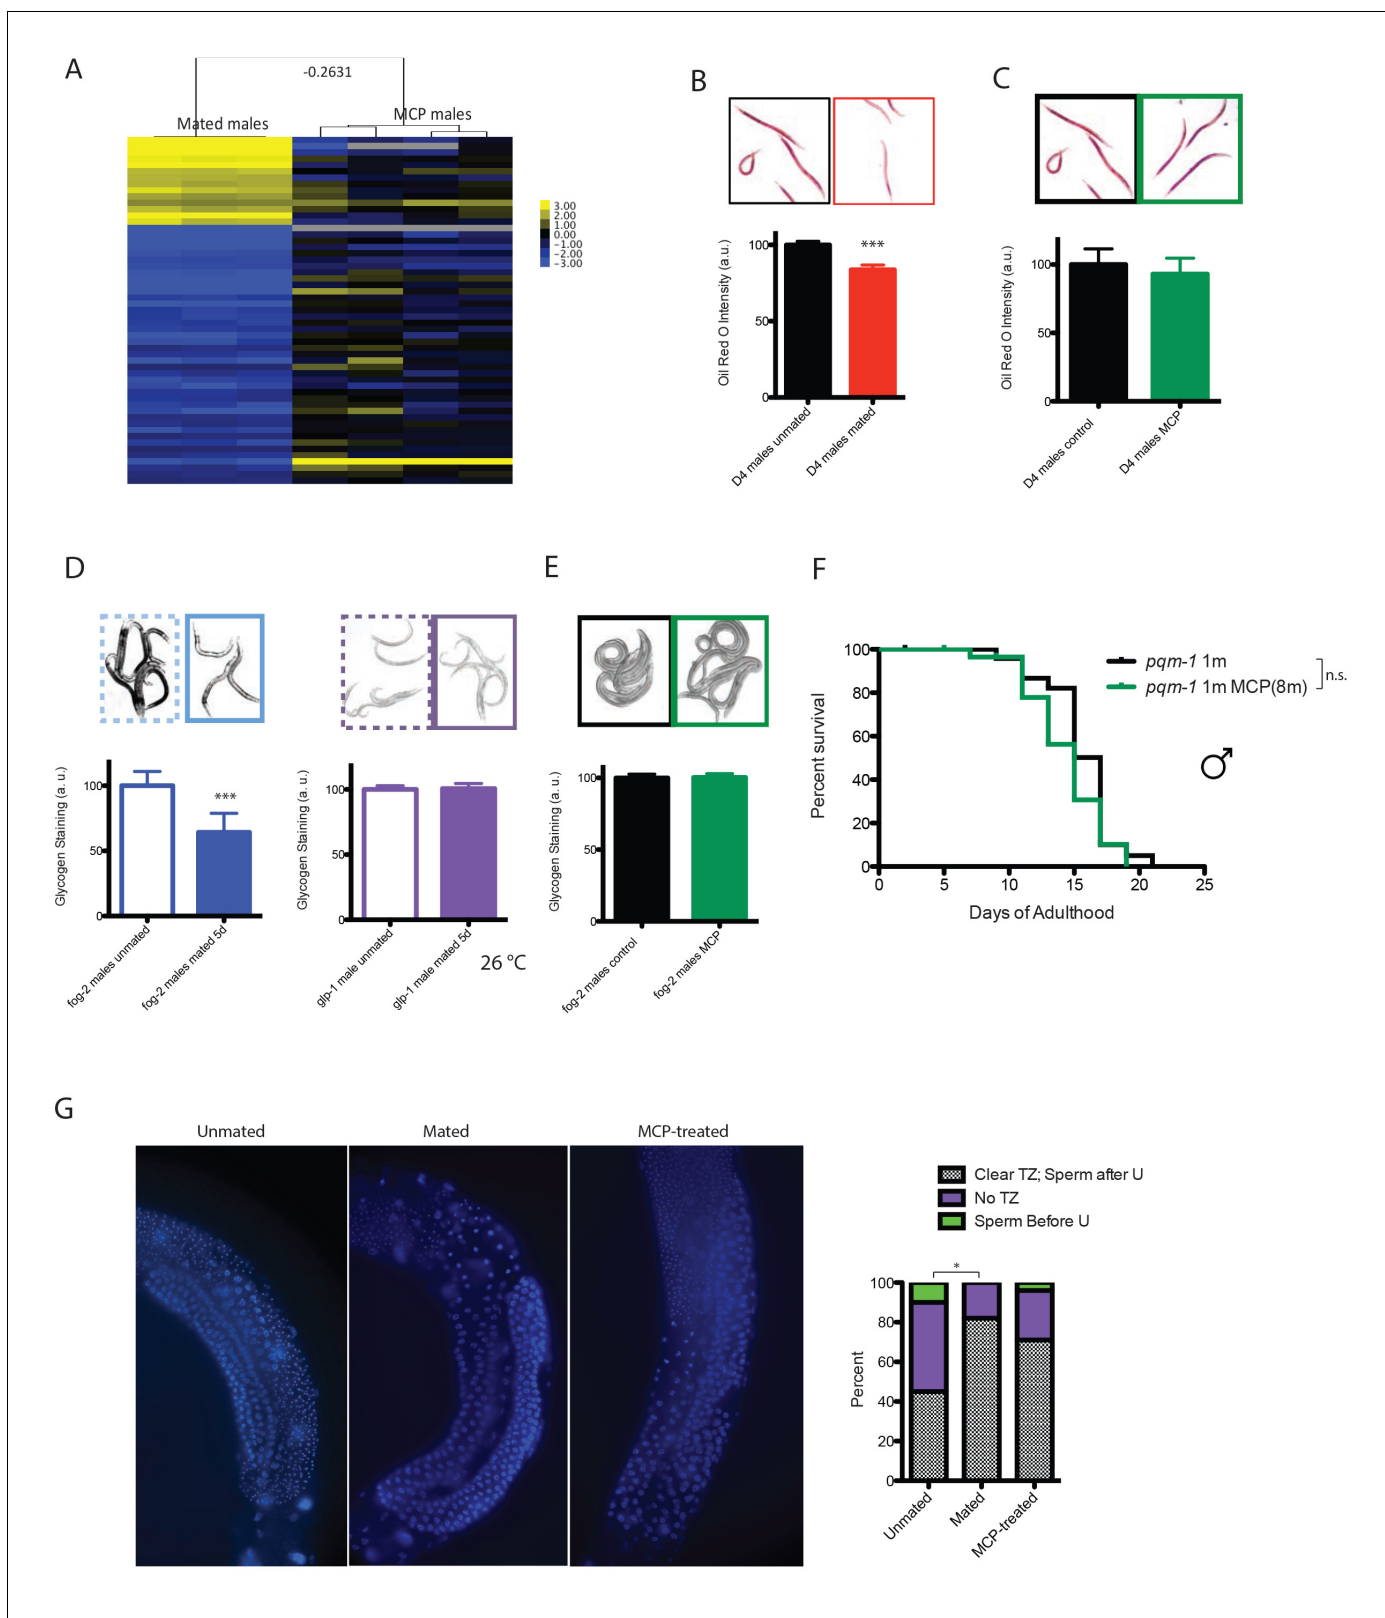 A
-0.2631
Mated males
MCP males
3.00
2.00
1.00
0.00
-1.00
-2.00
-3.00
B
Oil Red O Intensity (a.u.)
100
50
0
***
D4 males unmated
D4 males mated
C
Oil Red O Intensity (a.u.)
100
50
0
D4 males control
D4 males MCP
D
Glycogen Staining (a. u.)
100
50
0
***
fog-2 males unmated
fog-2 males mated 5d
Glycogen Staining (a. u.)
100
50
0
glp-1 male unmated
glp-1 male mated 5d
26 °C
E
Glycogen Staining (a. u.)
100
50
0
fog-2 males control
fog-2 males MCP
F
Percent survival
100
80
60
40
20
0
0 5 10 15 20 25
Days of Adulthood
pqm-1 1m
pqm-1 1m MCP(8m)
n.s.
♂
G
Unmated
Mated
MCP-treated
Clear TZ; Sperm after U
No TZ
Sperm Before U
*
Percent
100
80
60
40
20
0
Unmated
Mated
MCP-treated